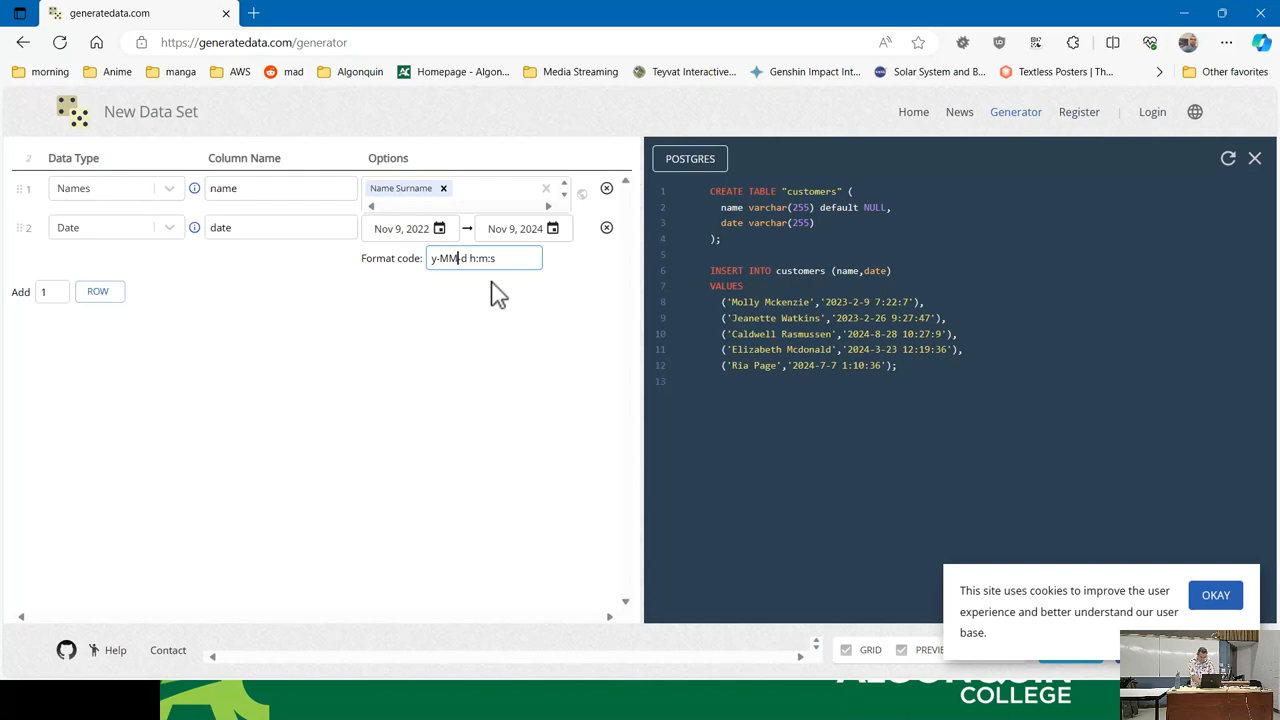 generatedata.com
https://generatedata.com/generator
morning Anime manga AWS mad Algonquin Homepage - Algon... Media Streaming Teyvat Interactive... Genshin Impact Int... Solar System and B... Textless Posters | Th... Other favorites
New Data Set
Home News Generator Register Login
2 Data Type Column Name Options
1 Names name Name Surname
2 Date date Nov 9, 2022 Nov 9, 2024
Format code: y-MM-d h:m:s
Add 1 ROW
POSTGRES
1 CREATE TABLE "customers" (
2 name varchar(255) default NULL,
3 date varchar(255)
4 );
5
6 INSERT INTO customers (name,date)
7 VALUES
8 ('Molly Mckenzie','2023-2-9 7:22:7'),
9 ('Jeanette Watkins','2023-2-26 9:27:47'),
10 ('Caldwell Rasmussen','2024-8-28 10:27:9'),
11 ('Elizabeth Mcdonald','2024-3-23 12:19:36'),
12 ('Ria Page','2024-7-7 1:10:36');
13
This site uses cookies to improve the user
experience and better understand our user
base.
OKAY
Help Contact GRID PREVIE
COLLEGE